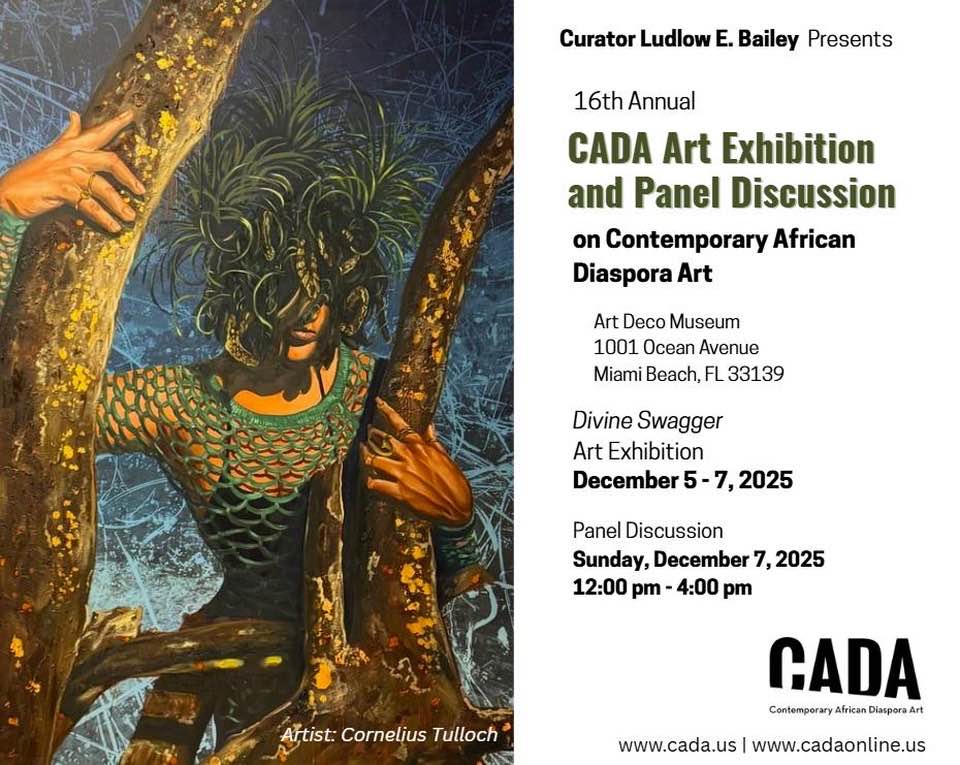 Curator Ludlow E. Bailey Presents
16th Annual
CADA Art Exhibition
and Panel Discussion
on Contemporary African
Diaspora Art
Art Deco Museum
1001 Ocean Avenue
Miami Beach, FL 33139
Divine Swagger
Art Exhibition
December 5 - 7, 2025
Panel Discussion
Sunday, December 7, 2025
12:00 pm - 4:00 pm
CADA
Contemporary African Diaspora Art
Artist: Cornelius Tulloch
www.cada.us | www.cadaonline.us